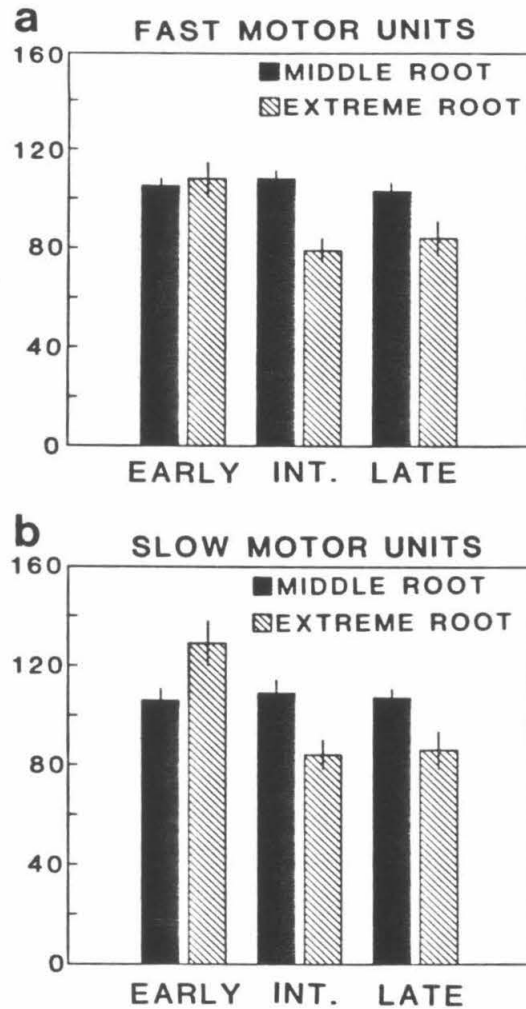 a FAST MOTOR UNITS
160
MIDDLE ROOT
EXTREME ROOT
120
80
40
0
EARLY INT. LATE
b SLOW MOTOR UNITS
160
MIDDLE ROOT
EXTREME ROOT
120
80
40
0
EARLY INT. LATE